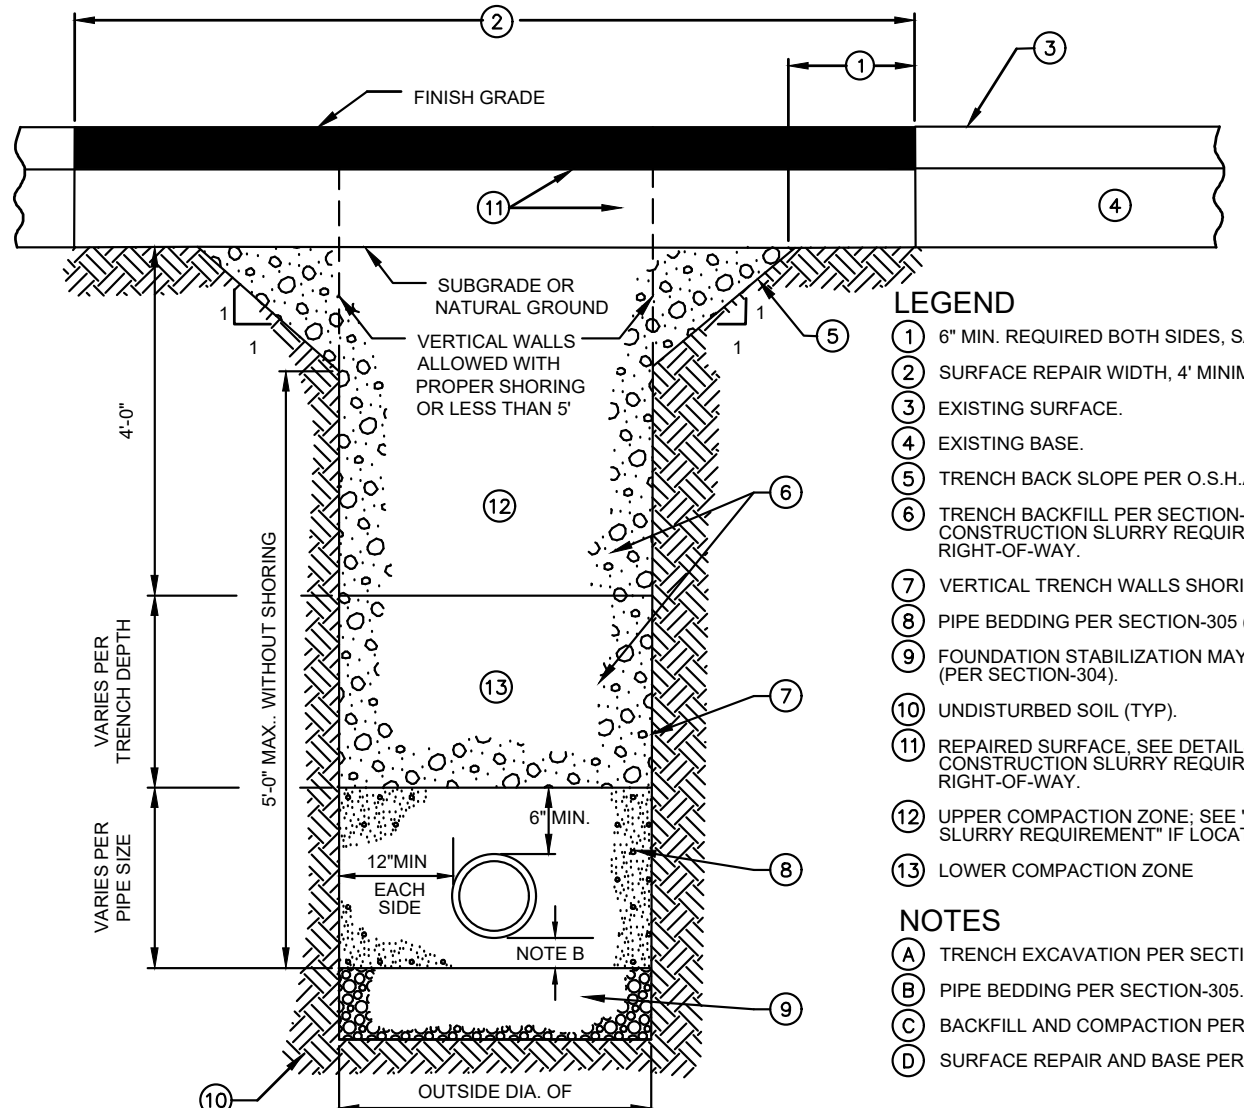 2
1
3
FINISH GRADE
11
4
SUBGRADE OR
NATURAL GROUND
1
1
1
1
5
VERTICAL WALLS
ALLOWED WITH
PROPER SHORING
OR LESS THAN 5'
4'-0"
5'-0" MAX.. WITHOUT SHORING
12
6
VARIES PER
TRENCH DEPTH
13
7
VARIES PER
PIPE SIZE
6" MIN.
12"MIN
EACH
SIDE
8
NOTE B
9
10
OUTSIDE DIA. OF
LEGEND
1 6" MIN. REQUIRED BOTH SIDES,
2 SURFACE REPAIR WIDTH, 4'
3 EXISTING SURFACE.
4 EXISTING BASE.
5 TRENCH BACK SLOPE PER O.S.H.
6 TRENCH BACKFILL PER SECTION-
CONSTRUCTION SLURRY
RIGHT-OF-WAY.
7 VERTICAL TRENCH WALLS
8 PIPE BEDDING PER SECTION-305
9 FOUNDATION STABILIZATION MAY
(PER SECTION-304).
10 UNDISTURBED SOIL (TYP).
11 REPAIRED SURFACE, SEE DETAIL
CONSTRUCTION SLURRY
RIGHT-OF-WAY.
12 UPPER COMPACTION ZONE; SEE
SLURRY REQUIREMENT" IF
13 LOWER COMPACTION ZONE
NOTES
A TRENCH EXCAVATION PER
B PIPE BEDDING PER SECTION-305.
C BACKFILL AND COMPACTION PER
D SURFACE REPAIR AND BASE PER